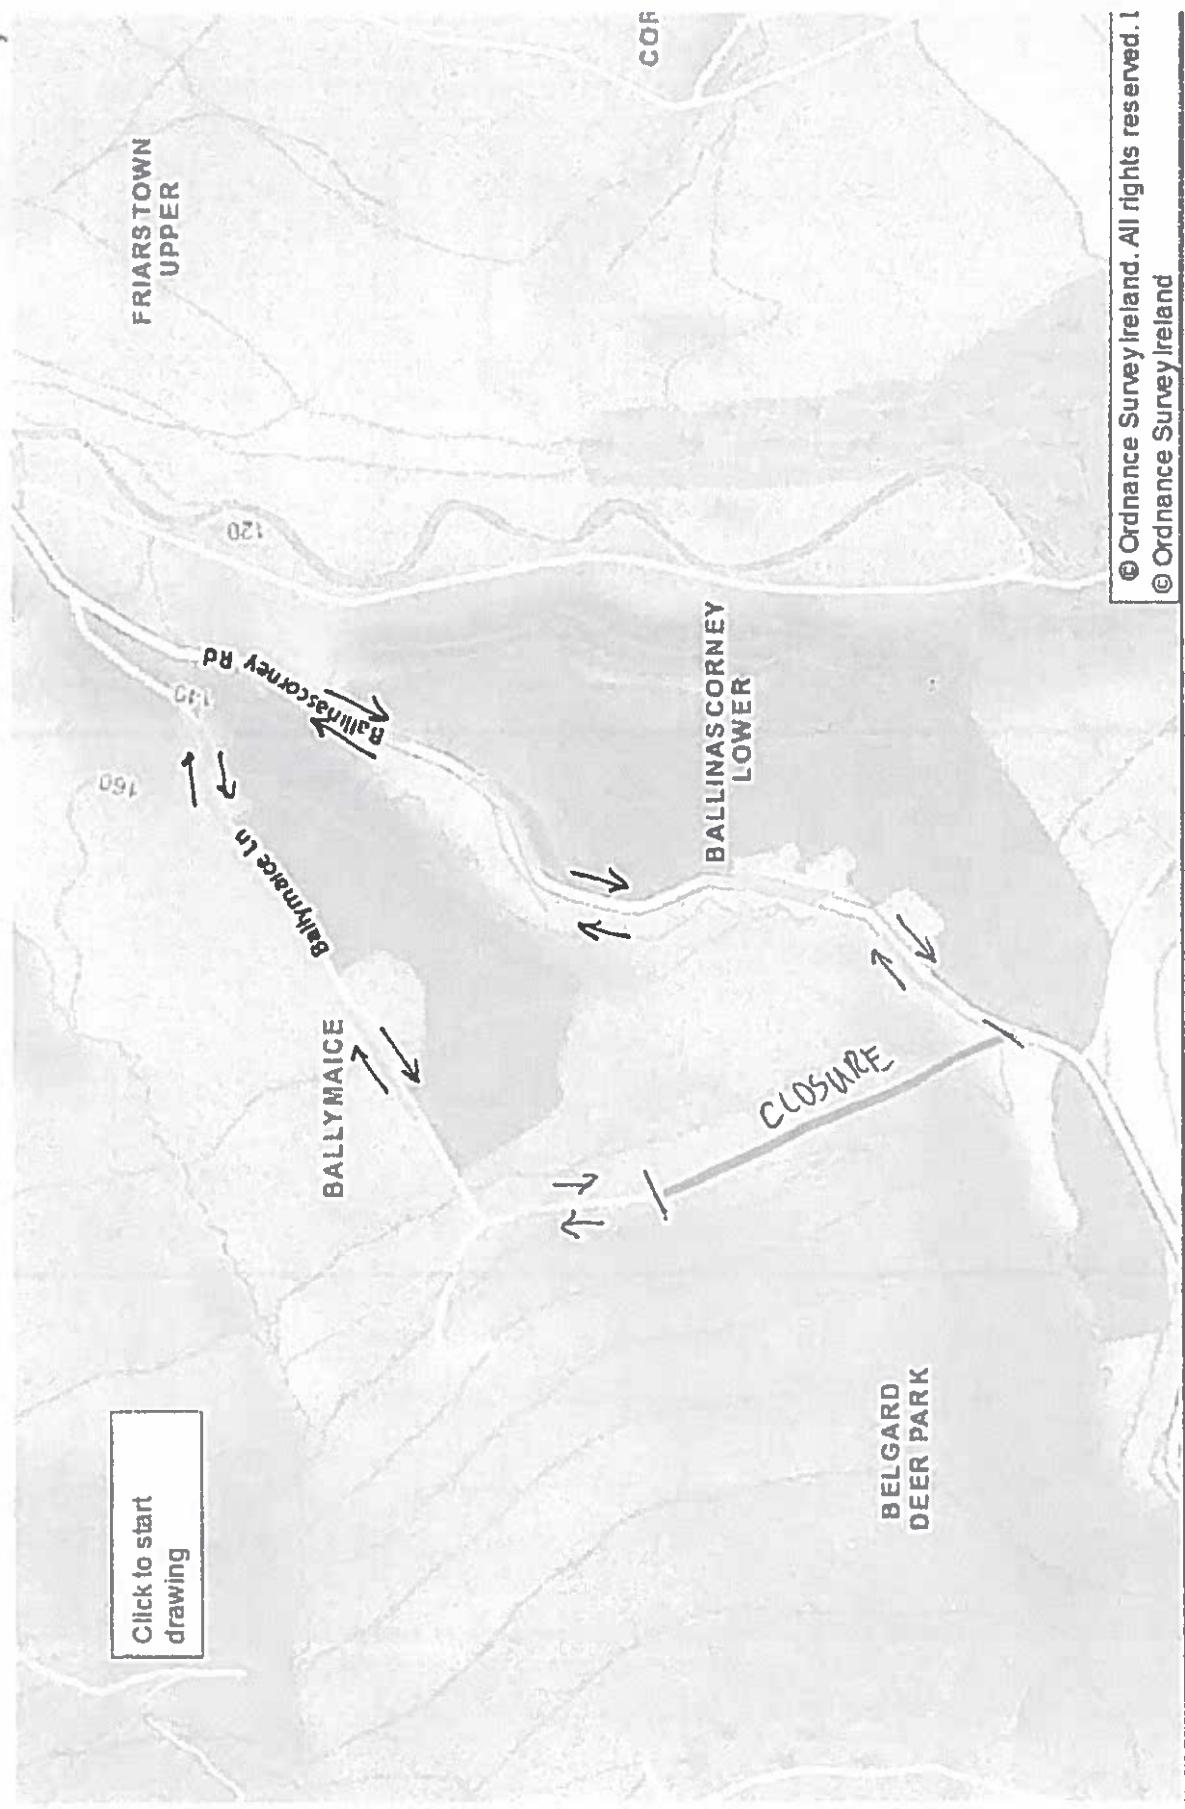 Click to start
drawing
BALLYMAICE
Ballymaice Ln
160
140
Ballinascorney Rd
120
FRIARSTOWN
UPPER
CLOSURE
BALLINASCORNEY
LOWER
BELGARD
DEER PARK
COR
© Ordnance Survey Ireland. All rights reserved. L
© Ordnance Survey Ireland